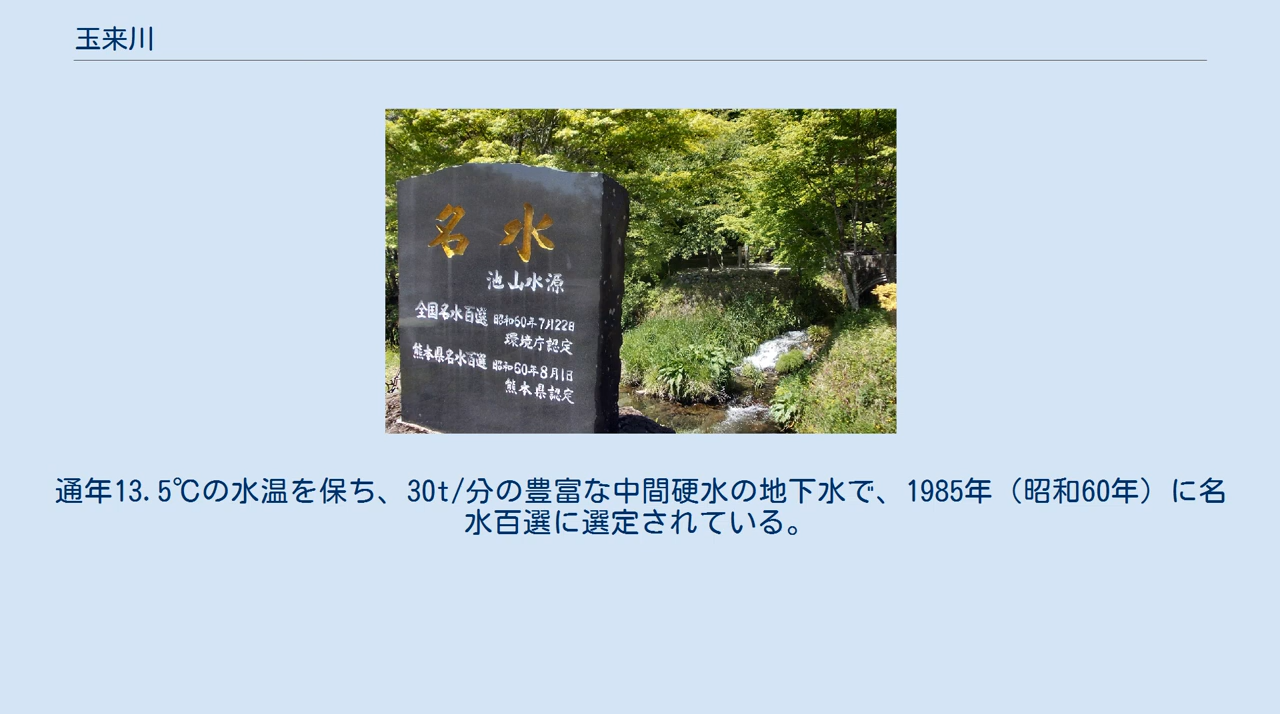 玉来川
名水
池山水源
全国名水百選 昭和60年7月22日
環境庁認定
熊本県名水百選 昭和60年8月1日
熊本県認定
通年13.5℃の水温を保ち、30t/分の豊富な中間硬水の地下水で、1985年（昭和60年）に名
水百選に選定されている。